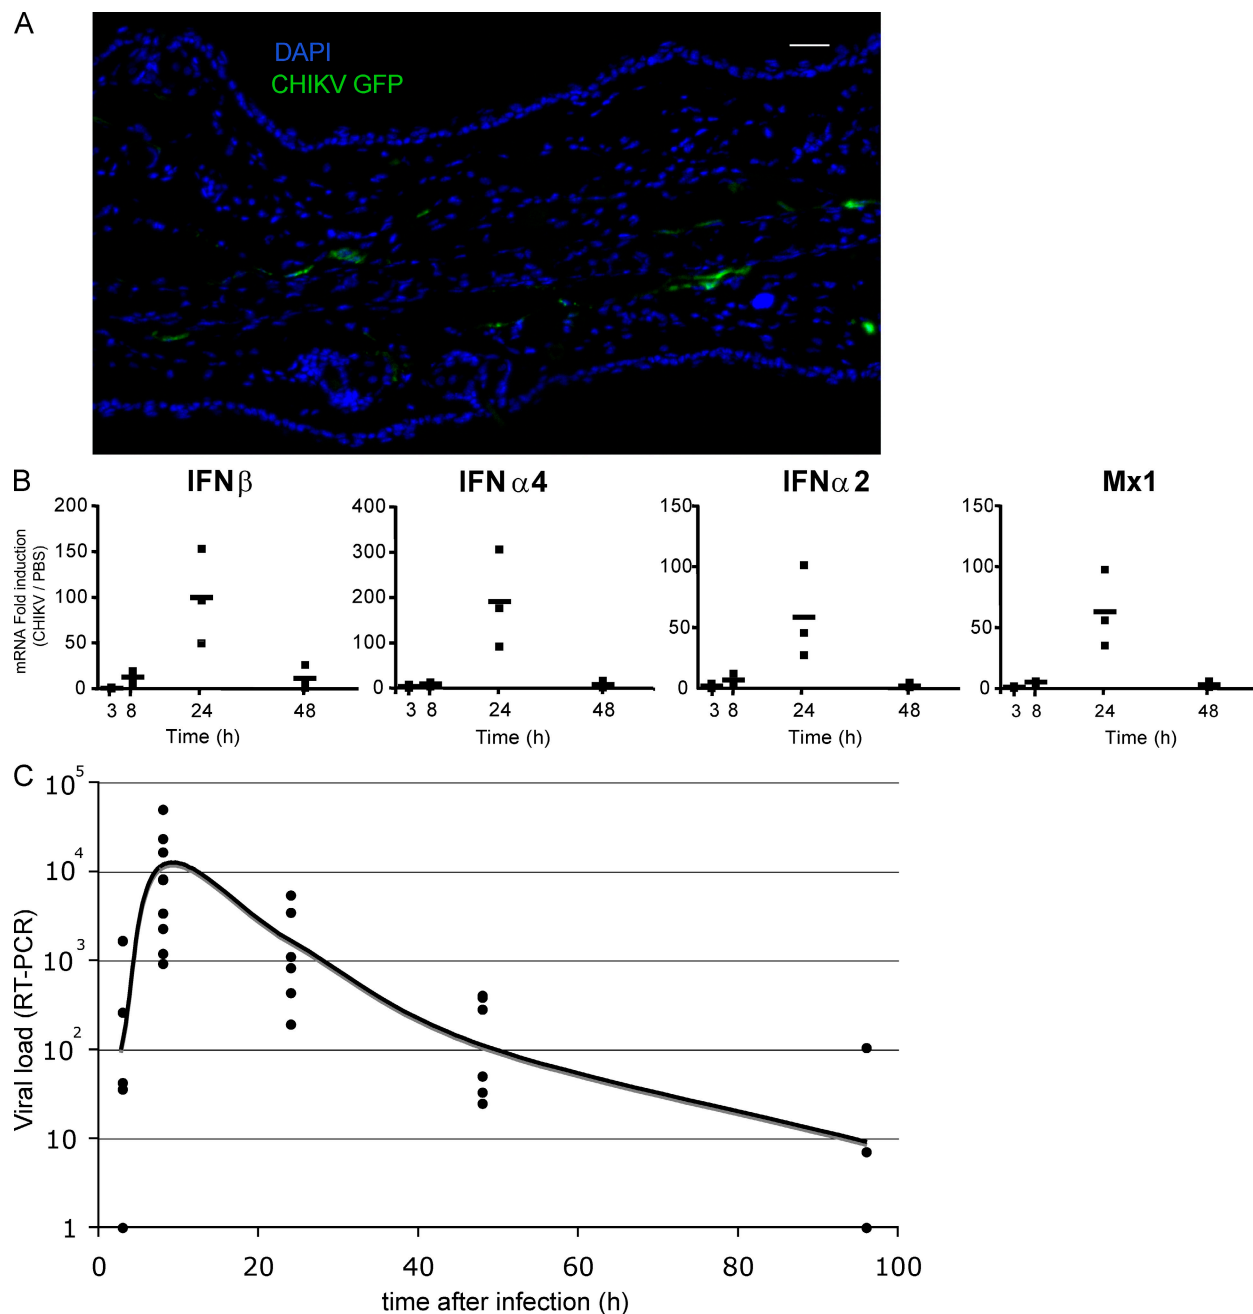 A
DAPI
CHIKV GFP
B
IFNβ
IFNα4
IFNα2
Mx1
mRNA Fold induction
(CHIKV / PBS)
200
150
100
50
0
3 8 24 48
Time (h)
400
300
200
100
0
3 8 24 48
Time (h)
150
100
50
0
3 8 24 48
Time (h)
150
100
50
0
3 8 24 48
Time (h)
C
Viral load (RT-PCR)
10^5
10^4
10^3
10^2
10
1
0 20 40 60 80 100
time after infection (h)